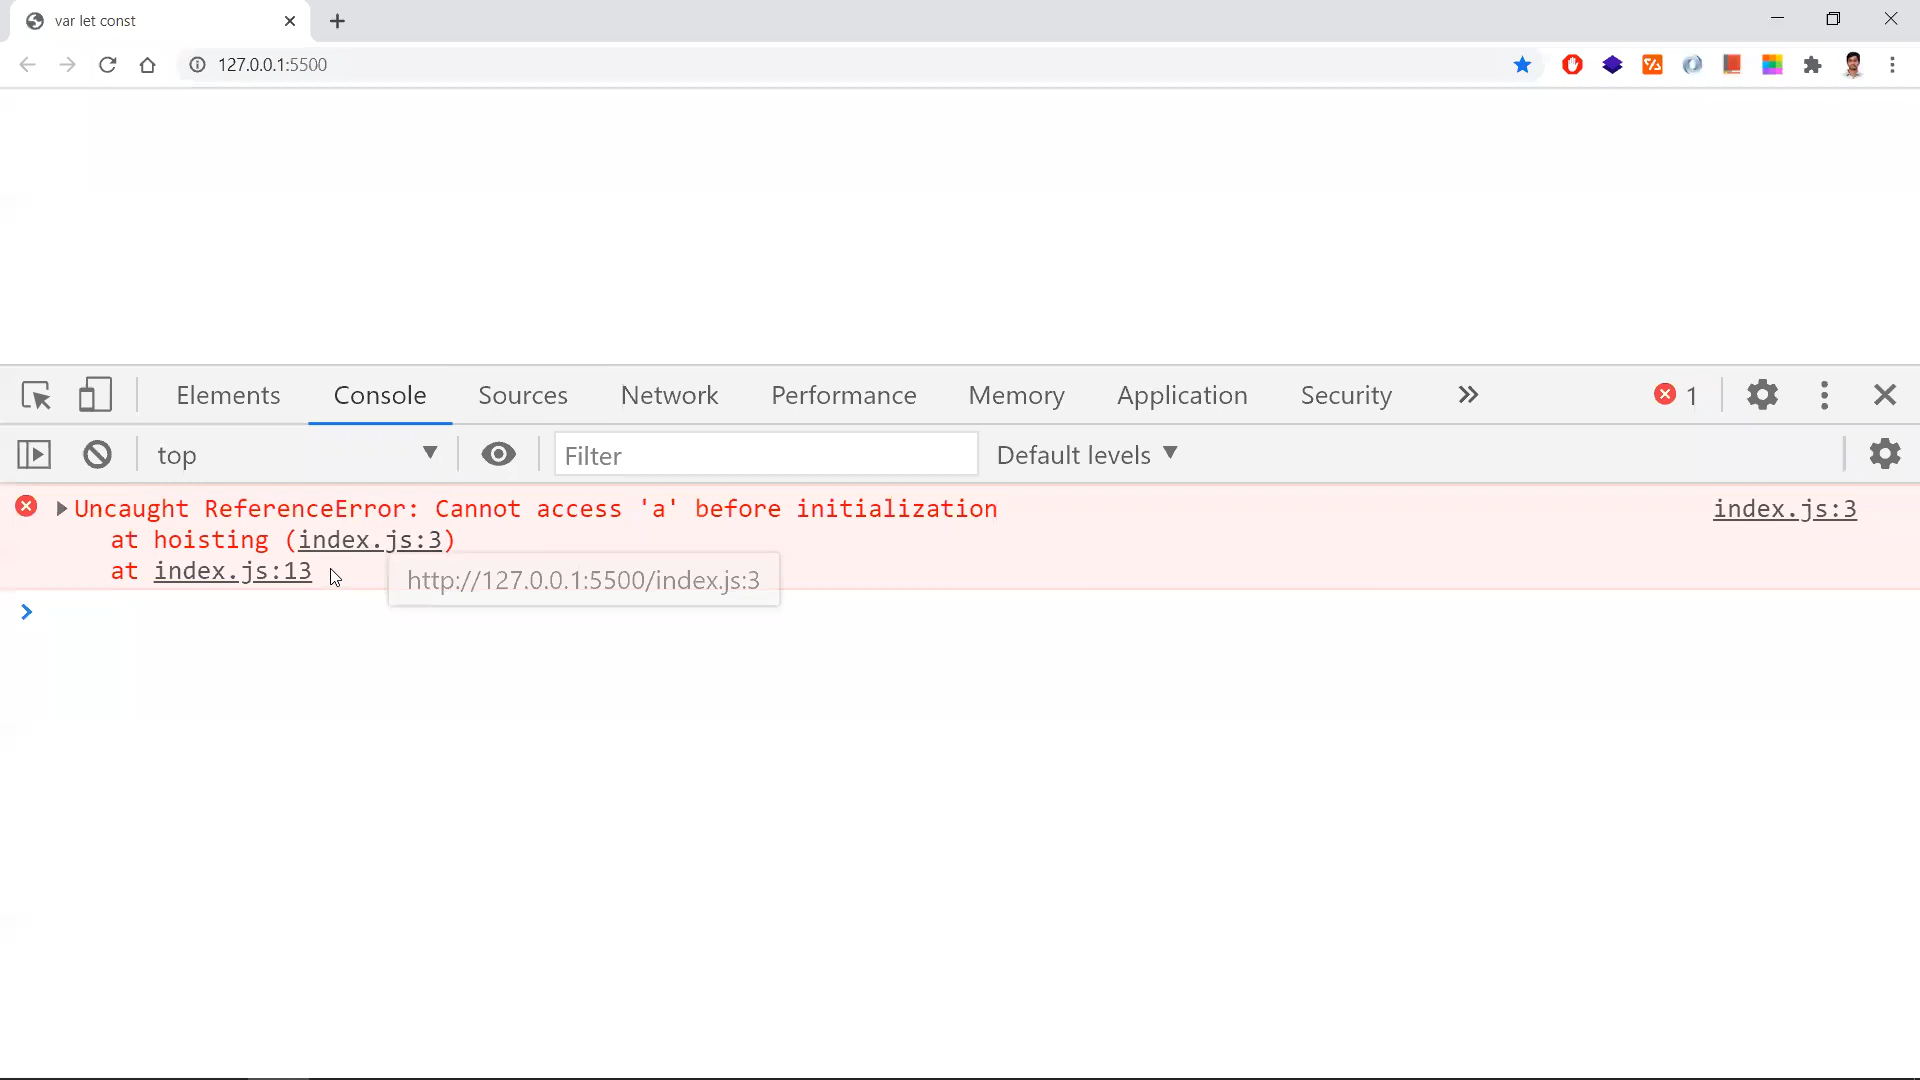 var let const
127.0.0.1:5500
Elements Console Sources Network Performance Memory Application Security 1
top Filter Default levels
Uncaught ReferenceError: Cannot access 'a' before initialization index.js:3
at hoisting (index.js:3)
at index.js:13
http://127.0.0.1:5500/index.js:3